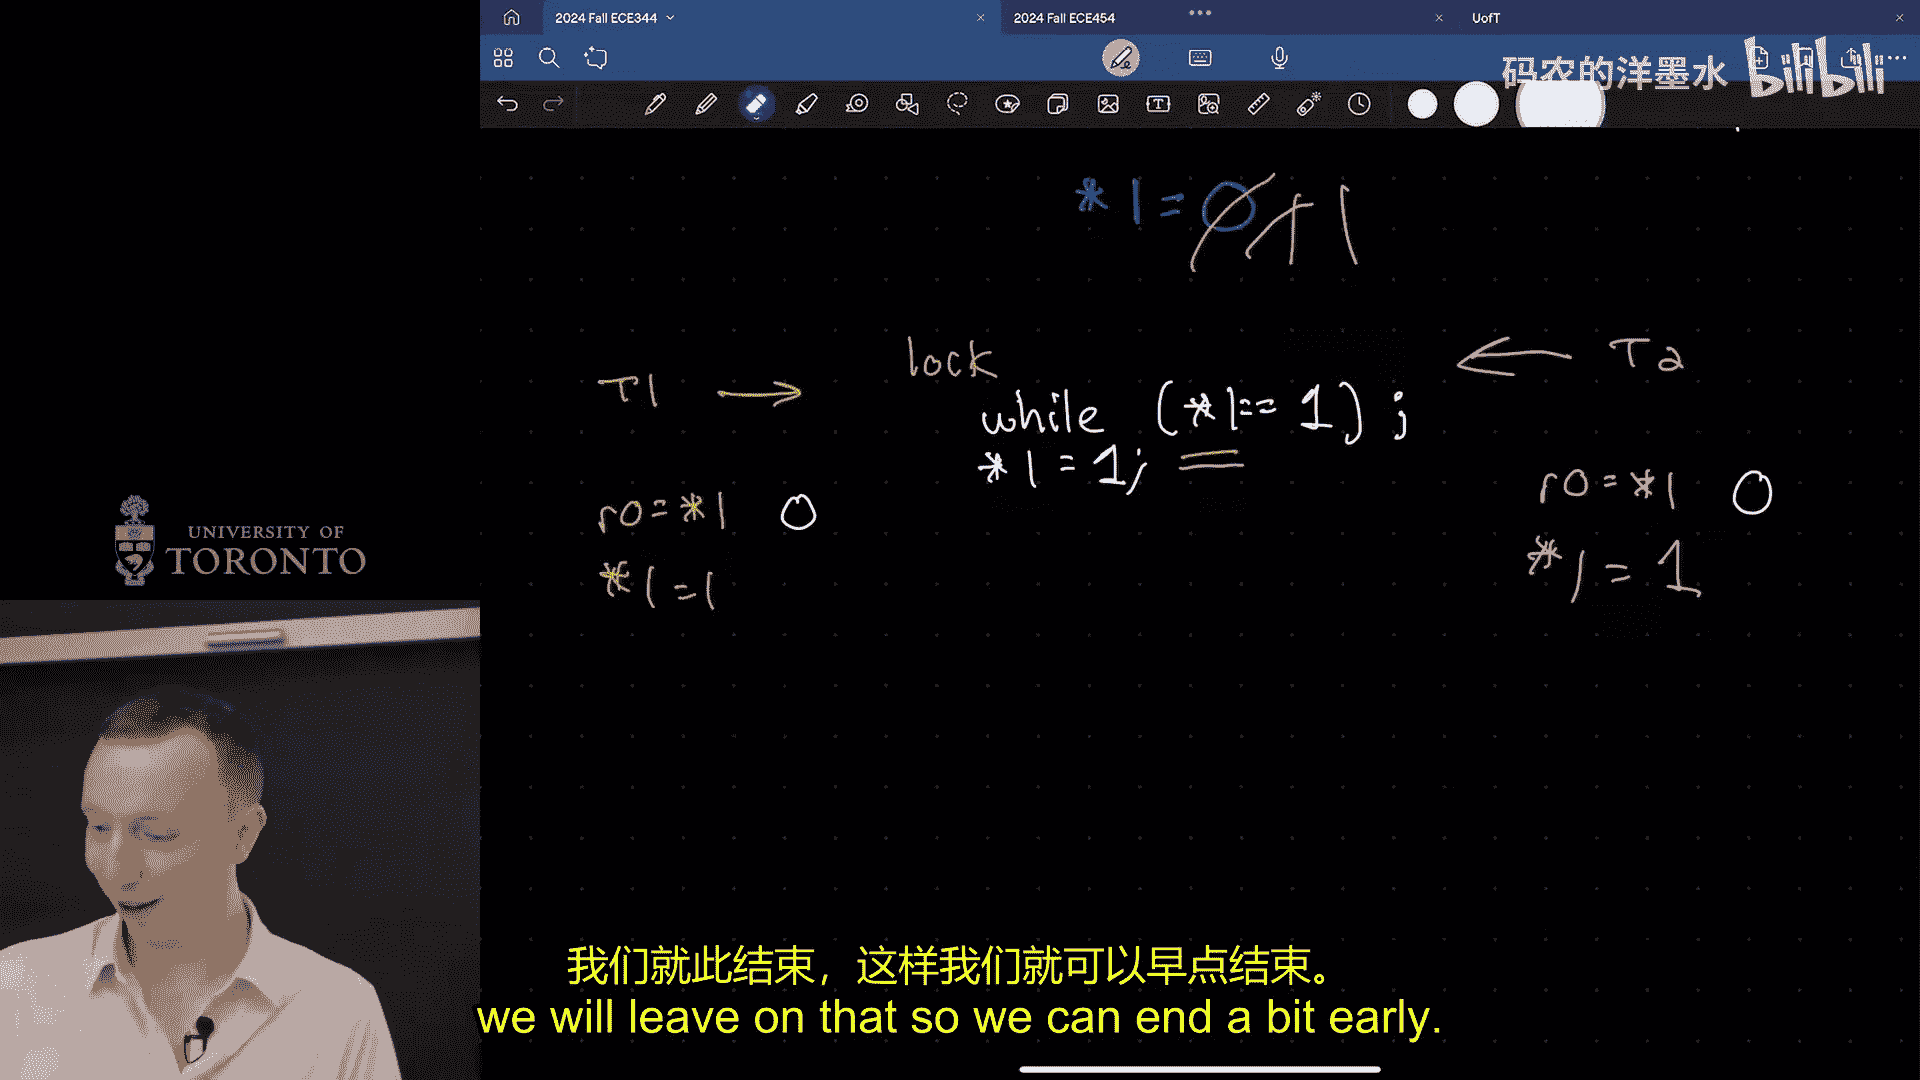 2024 Fall ECE344
2024 Fall ECE454
UofT
码农的洋墨水 bilibili
*l=0 1 1
T1
lock
T2
while (*l== 1) ;
*l = 1;
r0=*l 0
*l=1
r0=*l 0
*l = 1
UNIVERSITY OF
TORONTO
我们就此结束，这样我们就可以早点结束。
we will leave on that so we can end a bit early.